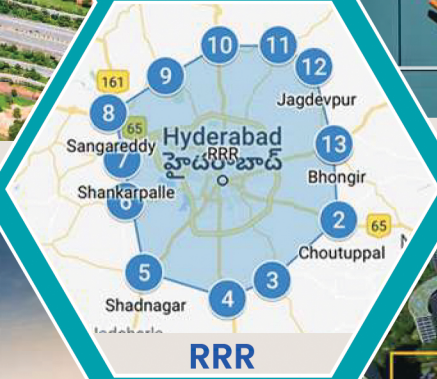 10
11
9
12
161
Jagdevpur
8
65
Hyderabad
13
Sangareddy
హైదరాబాద్
RRR
7
Bhongir
Shankarpalle
6
2
65
Choutuppal
5
3
4
Shadnagar
RRR